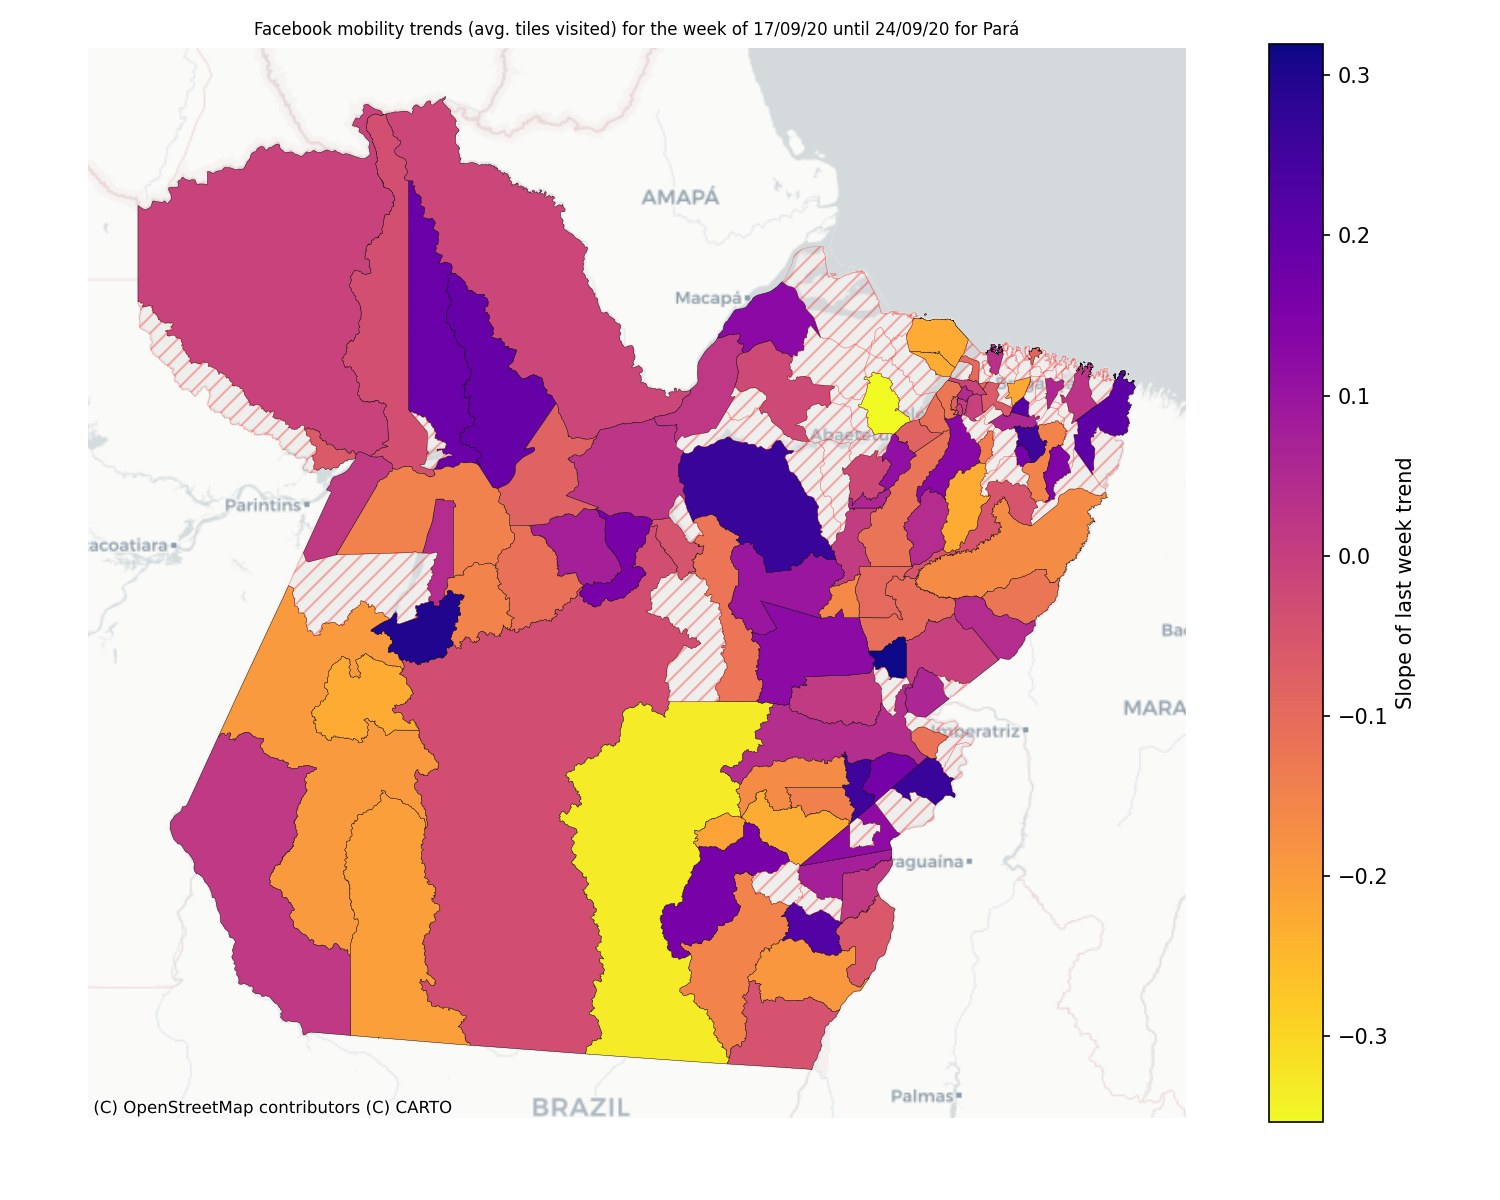 Facebook mobility trends (avg. tiles visited) for the week of 17/09/20 until 24/09/20 for Pará
0.3
AMAPÁ
0.2
Macapá
0.1
Abaetetu
Parintins
acoatiara
0.0
Slope of last week trend
MARA
−0.1
Imperatriz
raguaína
−0.2
−0.3
Palmas
(C) OpenStreetMap contributors (C) CARTO
BRAZIL